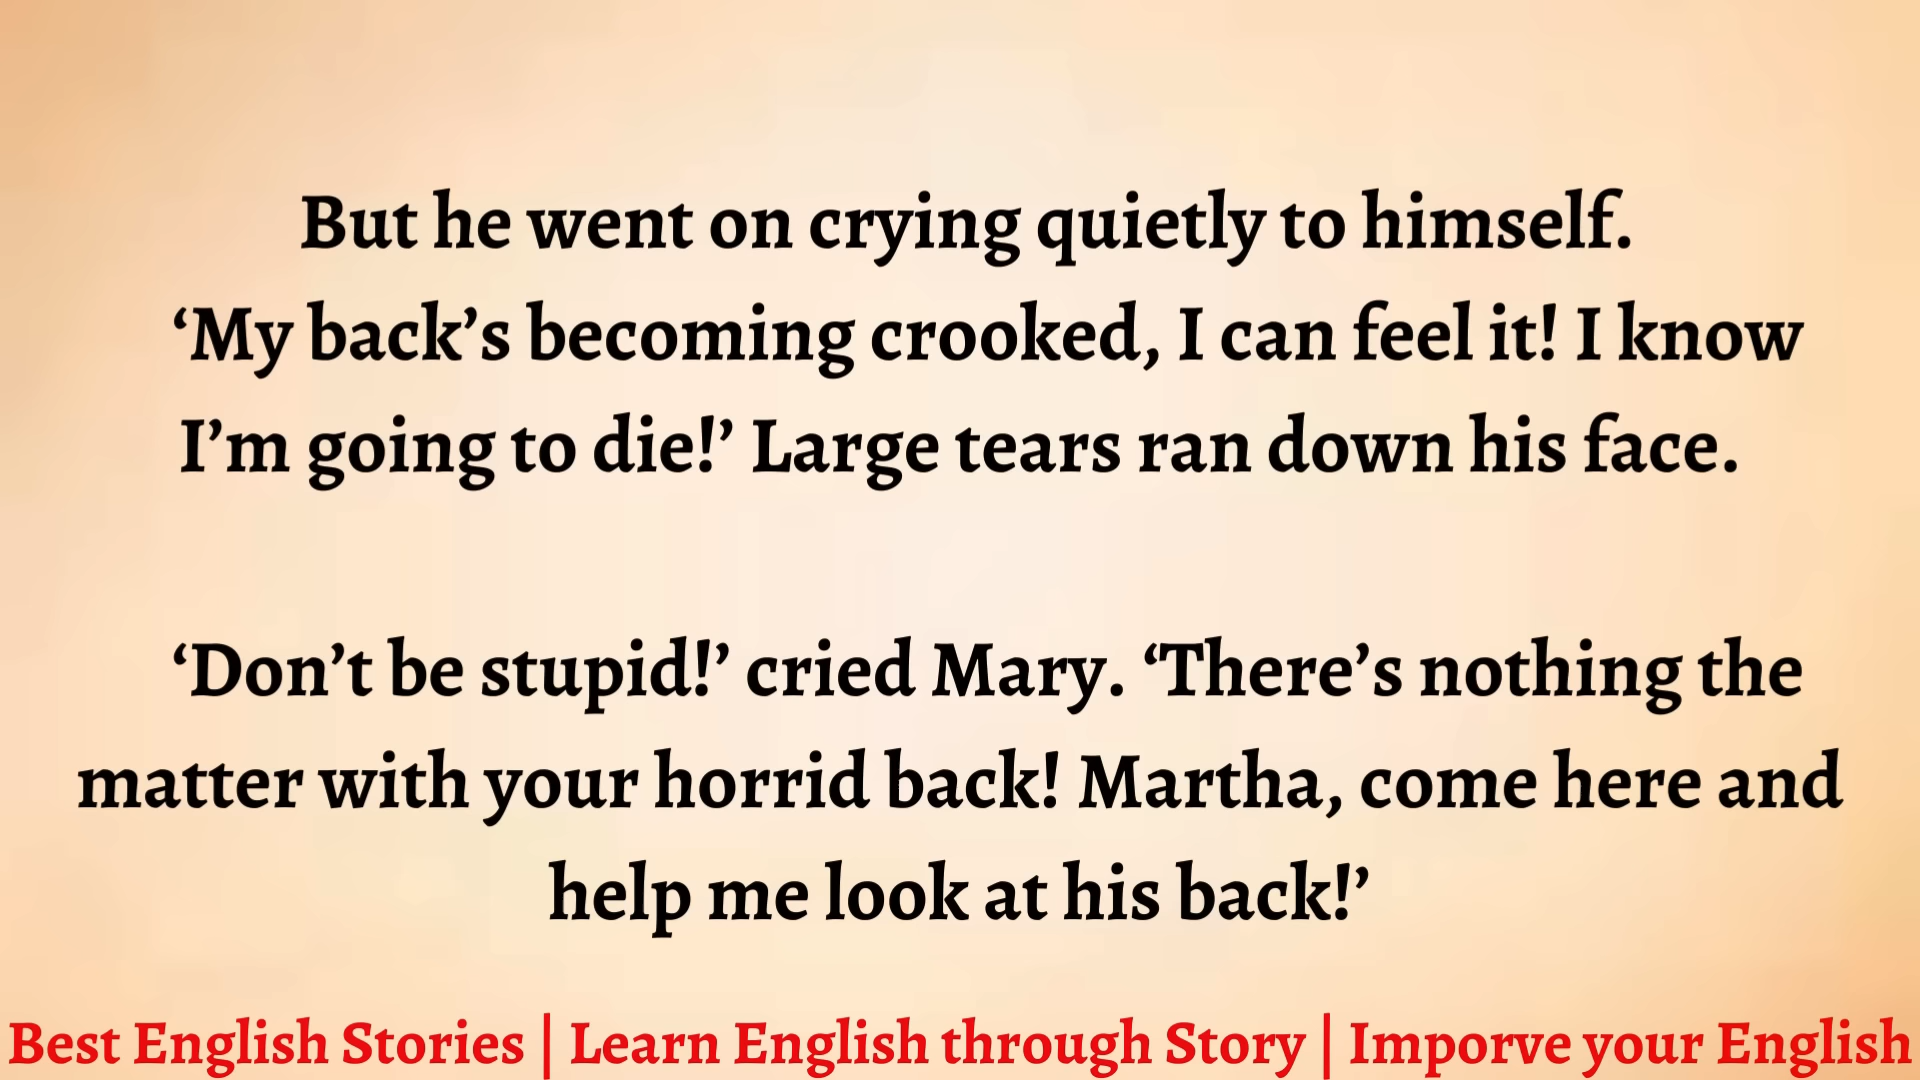 But he went on crying quietly to himself.
‘My back’s becoming crooked, I can feel it! I know
I’m going to die!’ Large tears ran down his face.
‘Don’t be stupid!’ cried Mary. ‘There’s nothing the
matter with your horrid back! Martha, come here and
help me look at his back!’
Best English Stories | Learn English through Story | Imporve your English